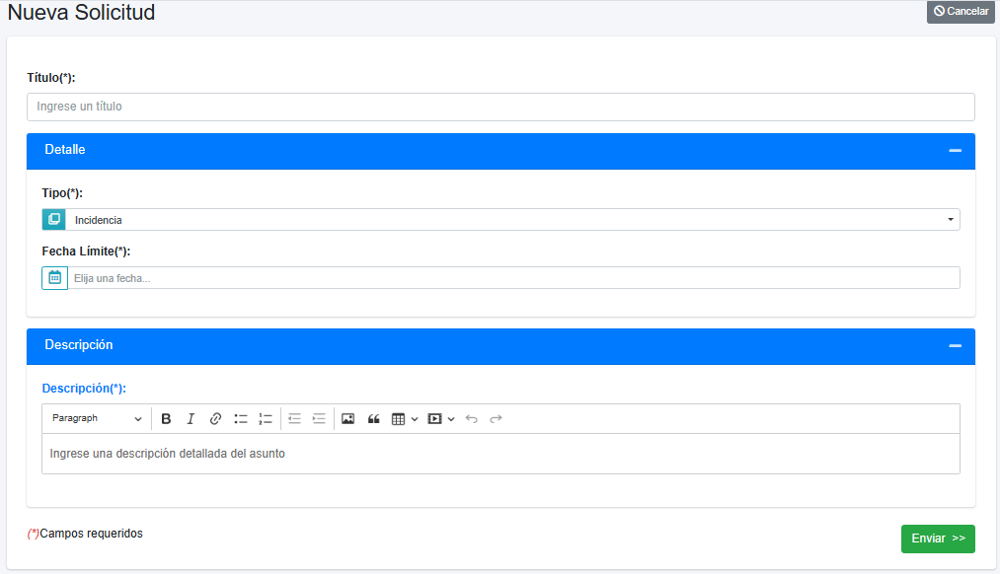 Nueva Solicitud
Cancelar
Título(*):
Ingrese un título
Detalle
Tipo(*):
Incidencia
Fecha Límite(*):
Elija una fecha...
Descripción
Descripción(*):
Paragraph
Ingrese una descripción detallada del asunto
(*)Campos requeridos
Enviar >>